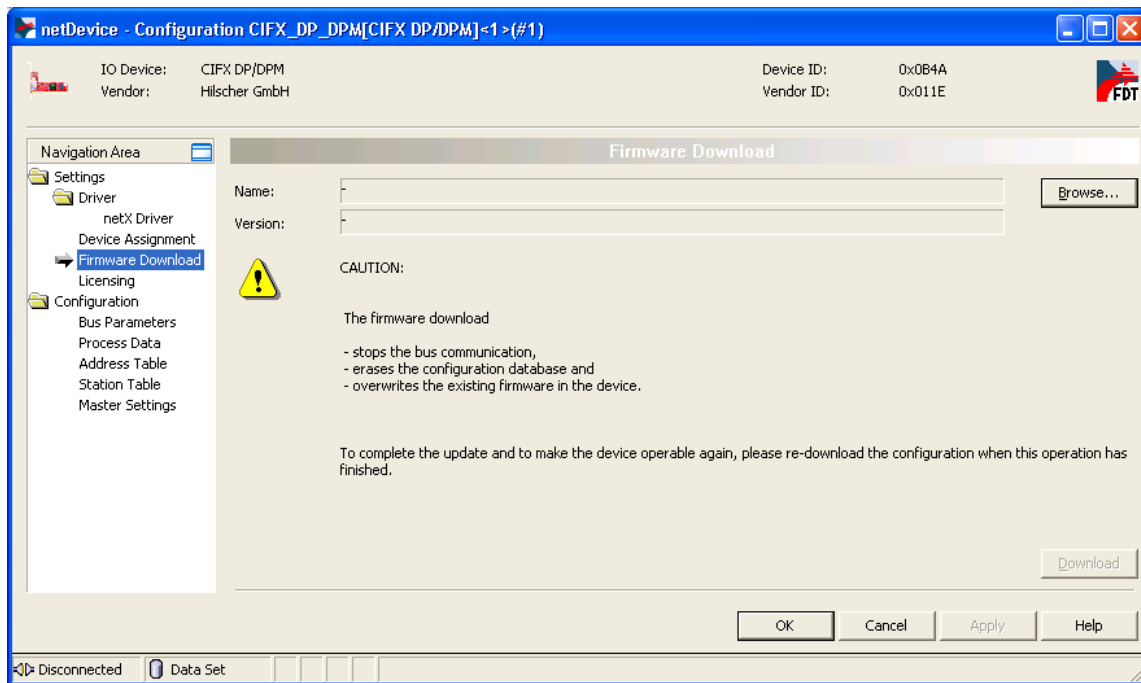 netDevice - Configuration CIFX_DP_DPM[CIFX DP/DPM]<1>(#1)
IO Device: CIFX DP/DPM Device ID: 0x0B4A
Vendor: Hilscher GmbH Vendor ID: 0x011E
FDT
Navigation Area
Settings
Driver
netX Driver
Device Assignment
Firmware Download
Licensing
Configuration
Bus Parameters
Process Data
Address Table
Station Table
Master Settings
Firmware Download
Name: -
Browse...
Version: -
CAUTION:
The firmware download
- stops the bus communication,
- erases the configuration database and
- overwrites the existing firmware in the device.
To complete the update and to make the device operable again, please re-download the configuration when this operation has
finished.
Download
OK Cancel Apply Help
Disconnected Data Set